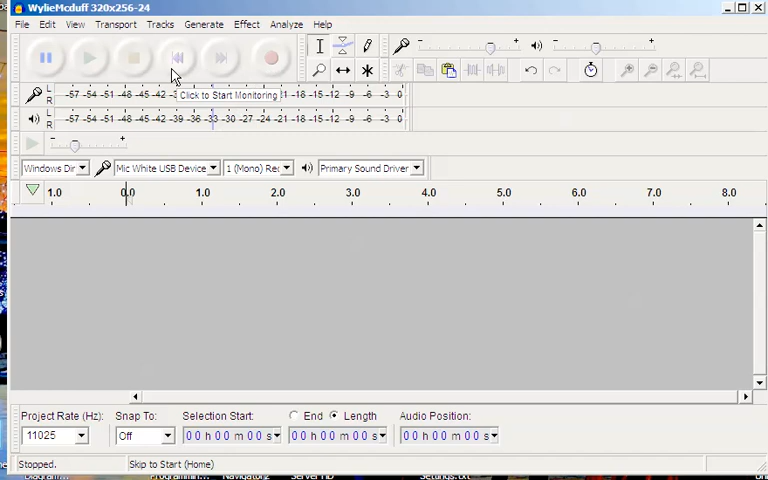 WylieMcduff 320x256-24
File Edit View Transport Tracks Generate Effect Analyze Help
L
R
-57 -54 -51 -48 -45 -42 Click to Start Monitoring -18 -15 -12 -9 -6 -3 0
L
R
-57 -54 -51 -48 -45 -42 -39 -36 -33 -30 -27 -24 -21 -18 -15 -12 -9 -6 -3 0
Windows Dir Mic White USB Device 1 (Mono) Rec Primary Sound Driver
1.0 0.0 1.0 2.0 3.0 4.0 5.0 6.0 7.0 8.0
Project Rate (Hz): Snap To: Selection Start: End Length Audio Position:
11025 Off 00 h 00 m 00 s 00 h 00 m 00 s 00 h 00 m 00 s
Stopped. Skip to Start (Home)
Settings.txt